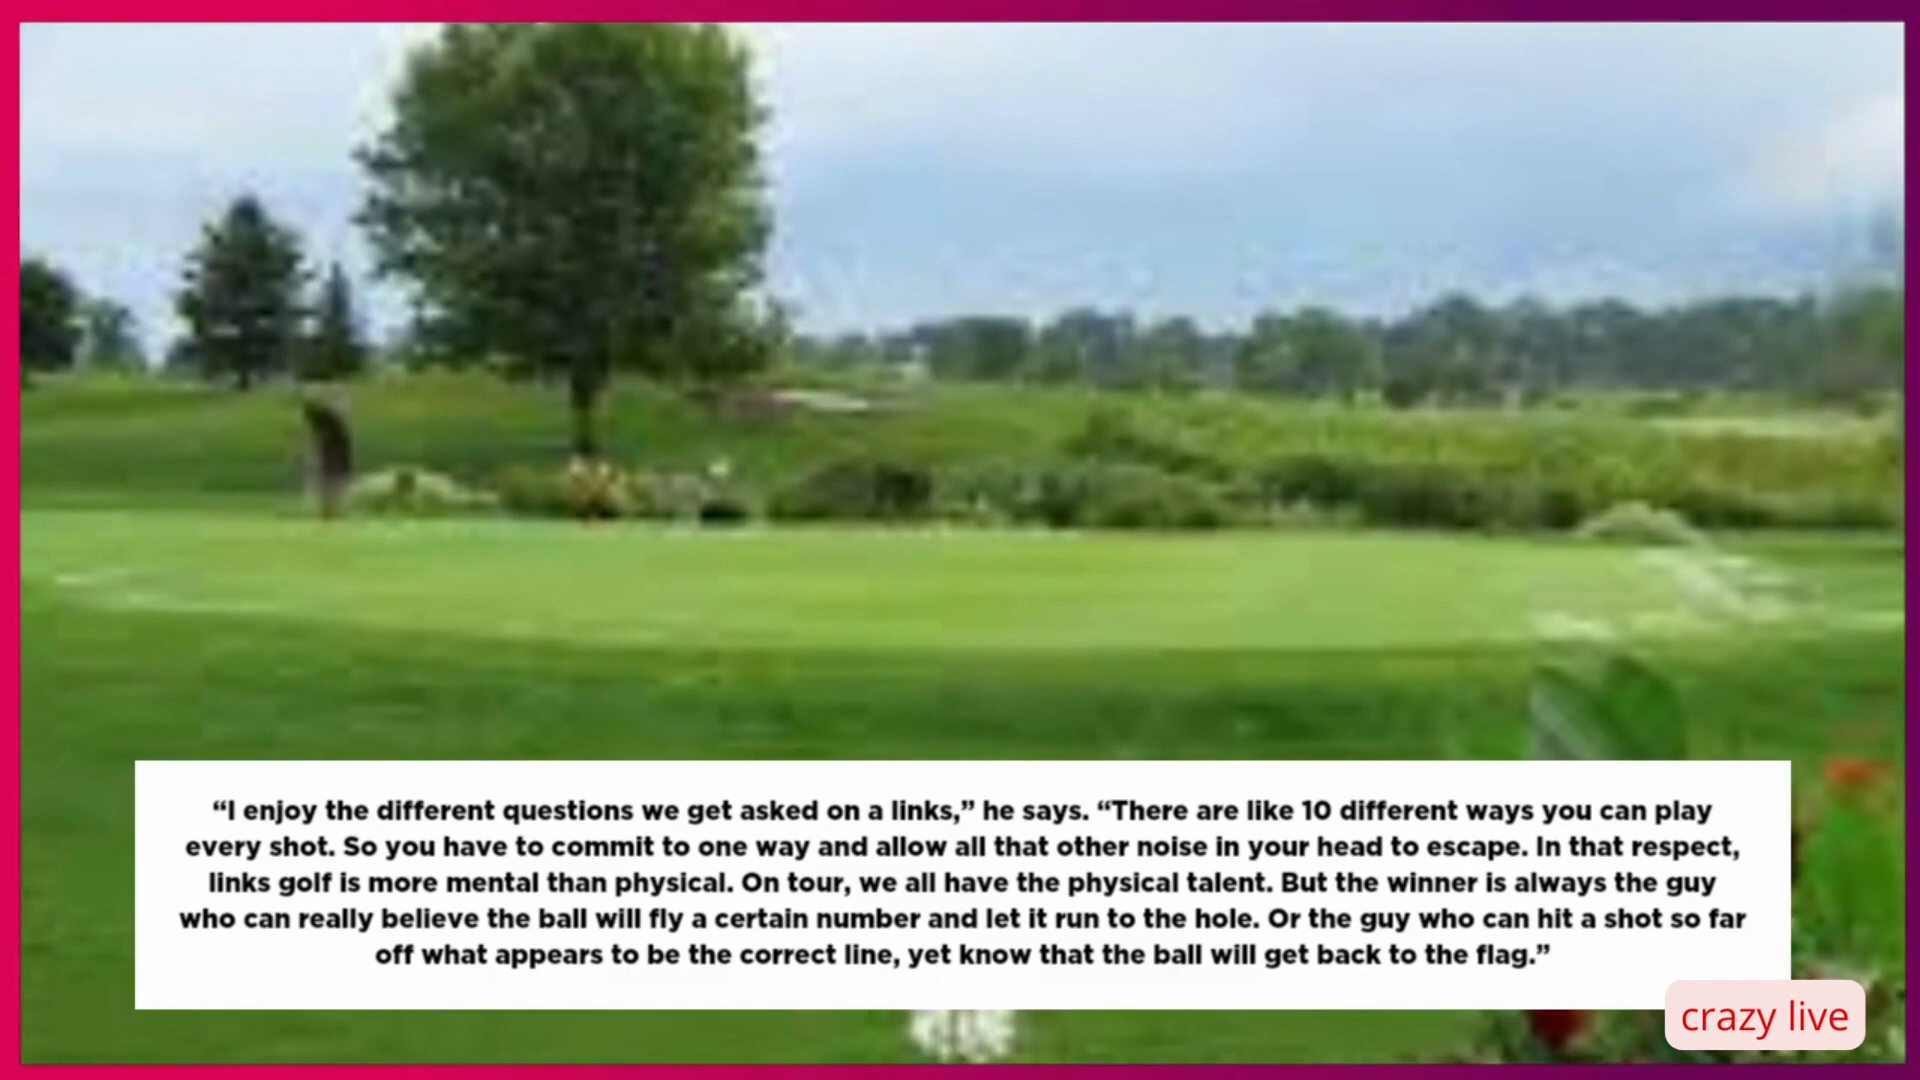 “I enjoy the different questions we get asked on a links,” he says. “There are like 10 different ways you can play
every shot. So you have to commit to one way and allow all that other noise in your head to escape. In that respect,
links golf is more mental than physical. On tour, we all have the physical talent. But the winner is always the guy
who can really believe the ball will fly a certain number and let it run to the hole. Or the guy who can hit a shot so far
off what appears to be the correct line, yet know that the ball will get back to the flag.”
crazy live